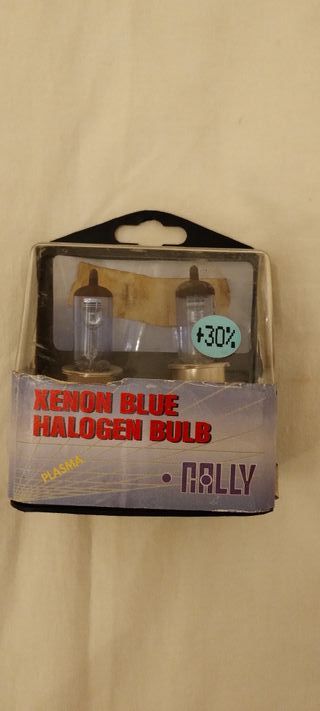 +30%
XENON BLUE
HALOGEN BULB
PLASMA
RALLY